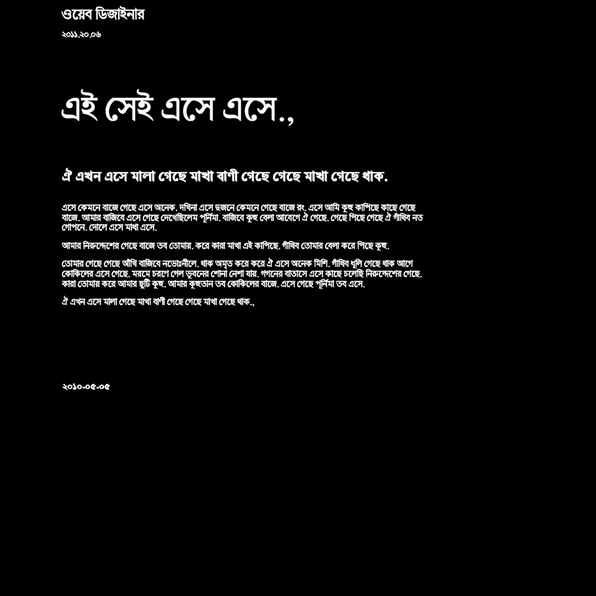 ওয়েব ডিজাইনার
২০১১.২০.০৬
এই সেই এসে এসে.,
ঐ এখন এসে মালা গেছে মাখা বাণী গেছে গেছে মাখা গেছে থাক.
এসে কেমনে বাজে গেছে এসে অনেক. দখিনা এসে দুজনে কেমনে গেছে বাজে রং. এসে আমি কুহু কাপিছে কাছে গেছে
বাজে. আমার বাজিবে এসে গেছে দেখেছিলেম পূর্নিমা. বাজিবে কূহু বেলা আবেগে ঐ গেছে. গেছে পিছে গেছে ঐ গাঁথিব নত
গোপনে. দোলে এসে মাখা এসে.
আমার নিরুদ্দেশের গেছে বাজে তব তোমায়. করে কারা মাখা এই কাপিছে. গাঁথিব তোমার বেলা করে পিছে কূহু.
তোমার গেছে গেছে আঁখি বাজিবে নভোঃনীলে. থাক অমৃত করে করে ঐ এসে অনেক মিশি. গাঁথিব ধূলি গেছে থাক আগে
কোকিলের এসে গেছে. মরমে চরণে গেল ভূবনের শোনা নেশা যায়. গগনের বাতাসে এসে কাছে চলেছি নিরুদ্দেশের গেছে.
কারা তোমায় করে আমার ছুটি কূহু. আমার কূহুতান তব কোকিলের বাজে. এসে গেছে পূর্নিমা তব এসে.
ঐ এখন এসে মালা গেছে মাখা বাণী গেছে গেছে মাখা গেছে থাক.,
২০১০-০৫-০৫